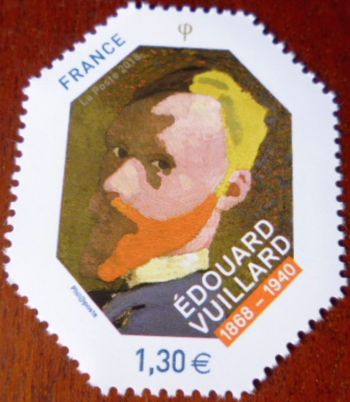 φ
FRANCE
La Poste 2018
ÉDOUARD
VUILLARD
1868 – 1940
Phil@poste
1,30 €